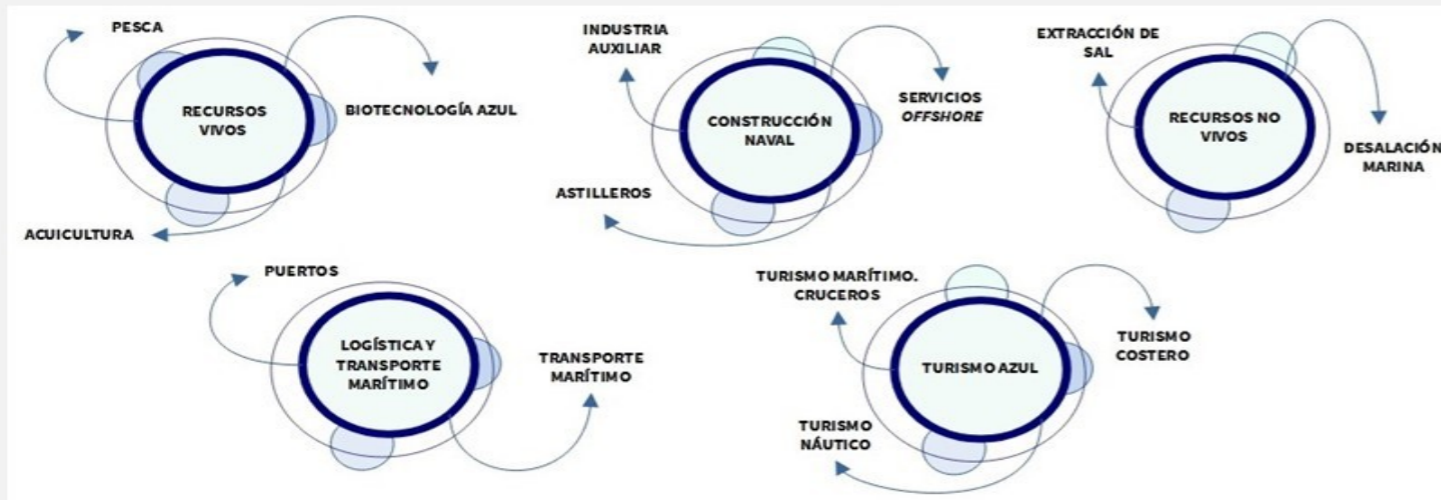 PESCA
RECURSOS
VIVOS
BIOTECNOLOGÍA AZUL
ACUICULTURA
INDUSTRIA
AUXILIAR
CONSTRUCCIÓN
NAVAL
SERVICIOS
OFFSHORE
ASTILLEROS
EXTRACCIÓN DE
SAL
RECURSOS NO
VIVOS
DESALACIÓN
MARINA
PUERTOS
LOGÍSTICA Y
TRANSPORTE
MARÍTIMO
TRANSPORTE
MARÍTIMO
TURISMO MARÍTIMO.
CRUCEROS
TURISMO AZUL
TURISMO
COSTERO
TURISMO
NÁUTICO